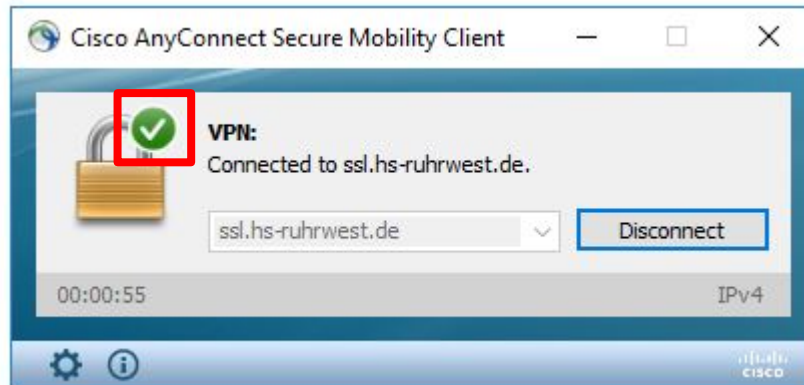 Cisco AnyConnect Secure Mobility Client
VPN:
Connected to ssl.hs-ruhrwest.de.
ssl.hs-ruhrwest.de
Disconnect
00:00:55
IPv4
cisco